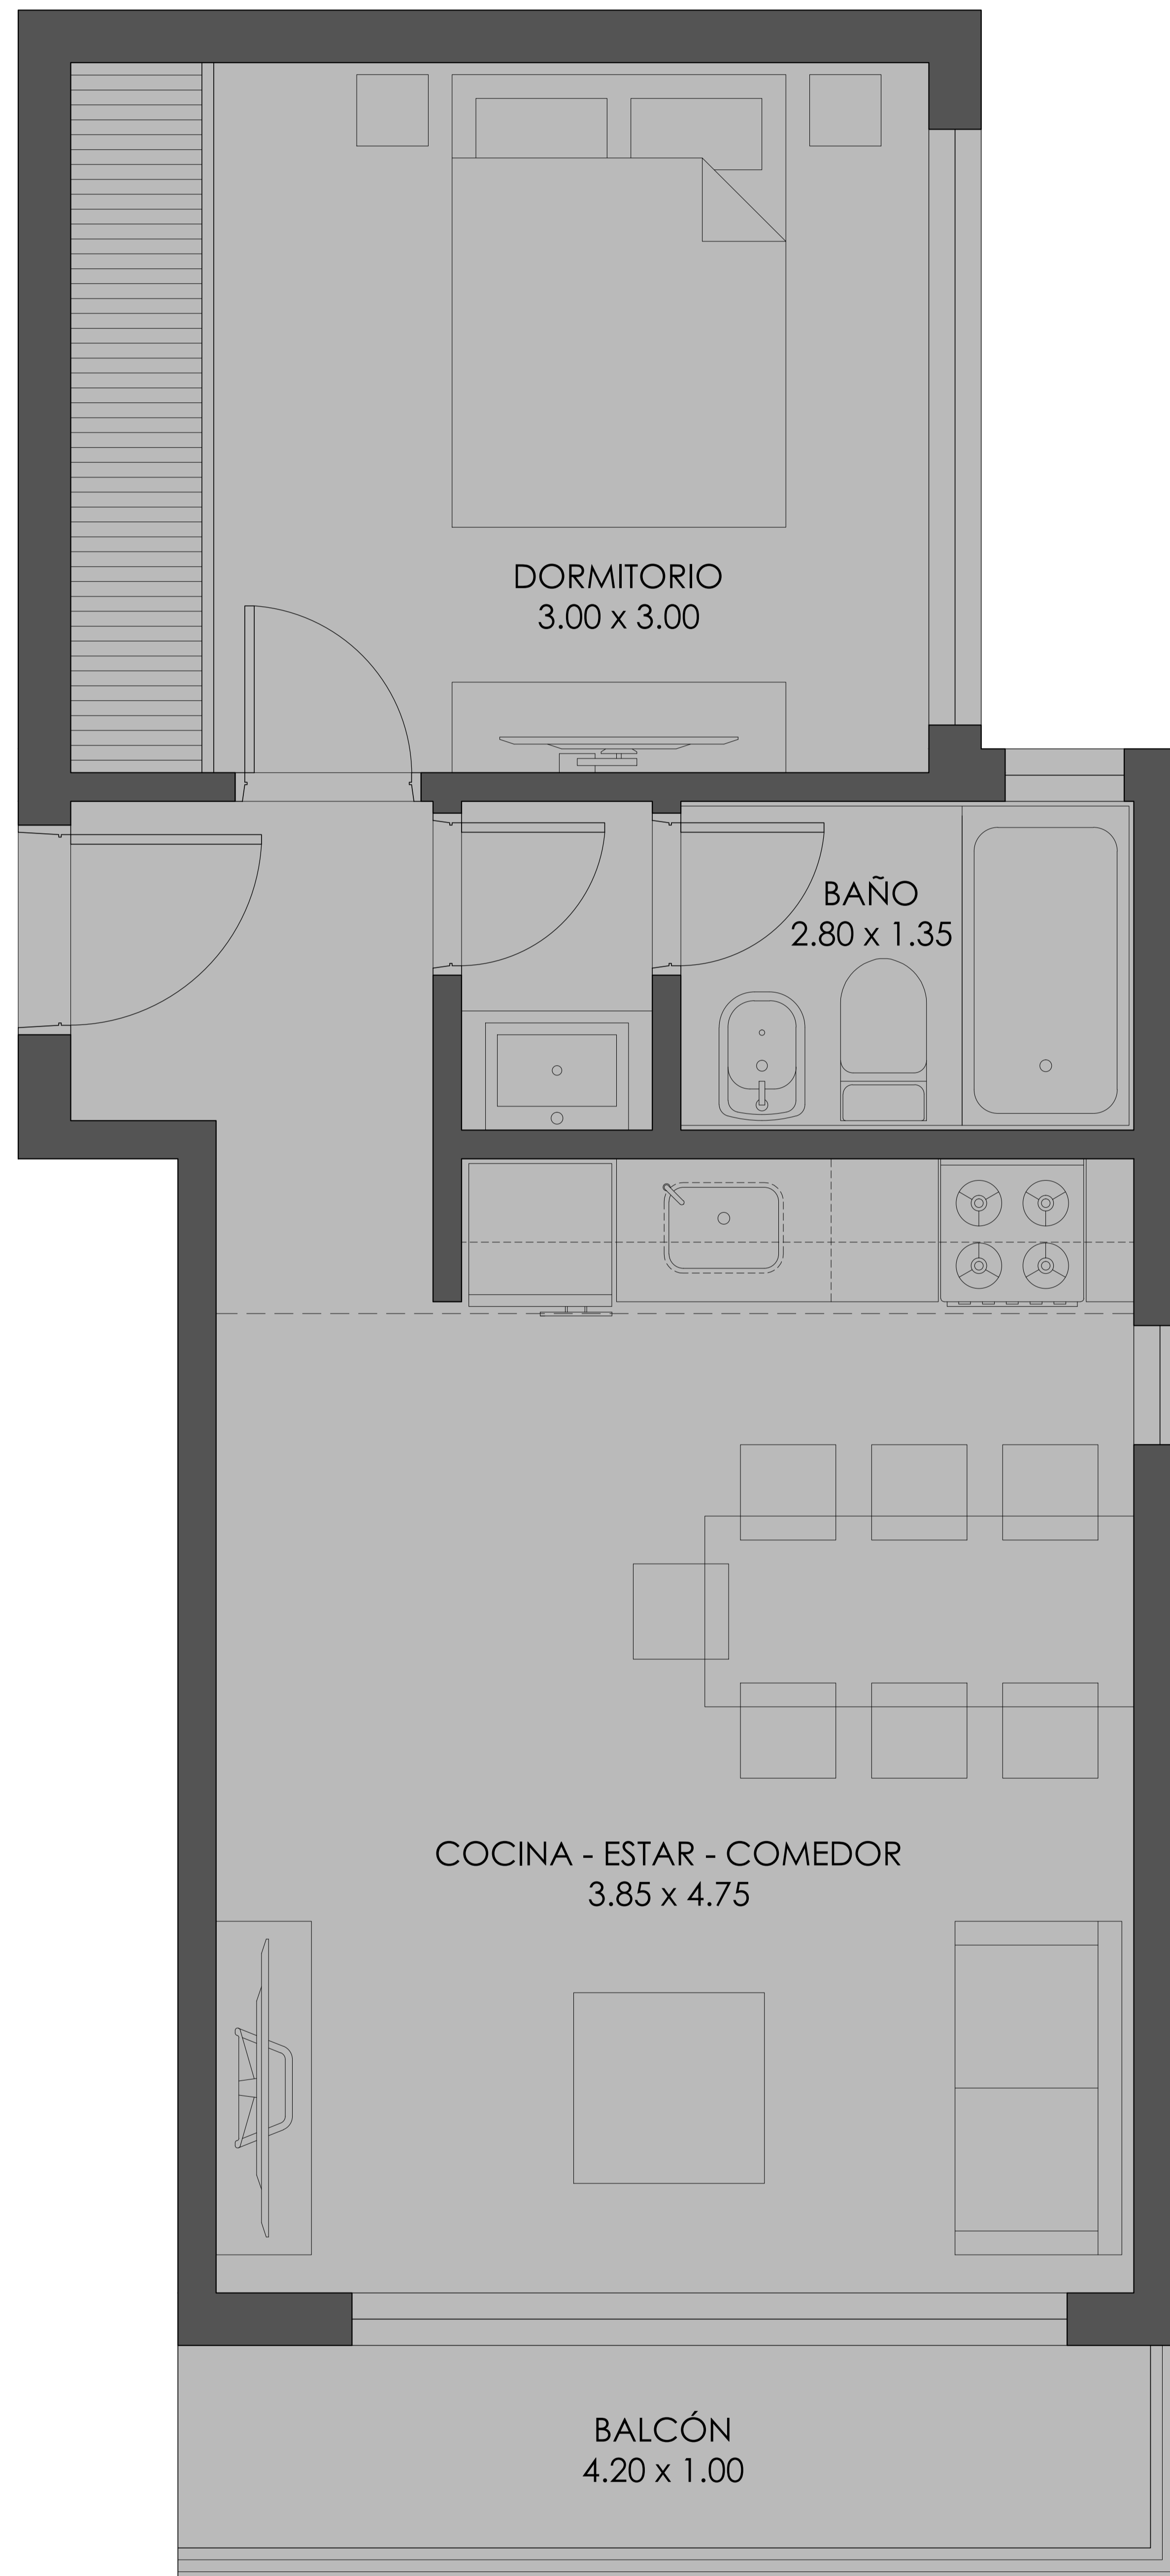 DORMITORIO
3.00 x 3.00
BAÑO
2.80 x 1.35
COCINA - ESTAR - COMEDOR
3.85 x 4.75
BALCÓN
4.20 x 1.00